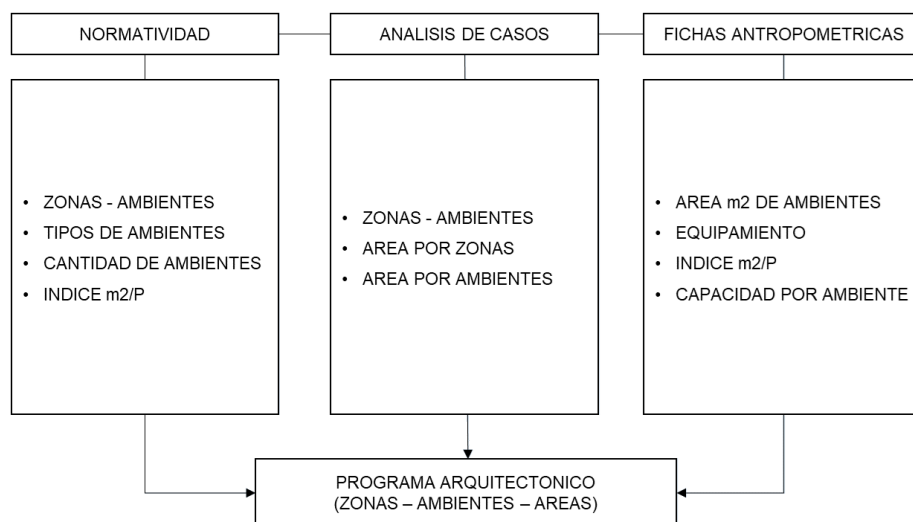 NORMATIVIDAD
ANALISIS DE CASOS
FICHAS ANTROPOMETRICAS
• ZONAS - AMBIENTES
• TIPOS DE AMBIENTES
• CANTIDAD DE AMBIENTES
• INDICE m2/P
• ZONAS - AMBIENTES
• AREA POR ZONAS
• AREA POR AMBIENTES
• AREA m2 DE AMBIENTES
• EQUIPAMIENTO
• INDICE m2/P
• CAPACIDAD POR AMBIENTE
PROGRAMA ARQUITECTONICO
(ZONAS – AMBIENTES – AREAS)